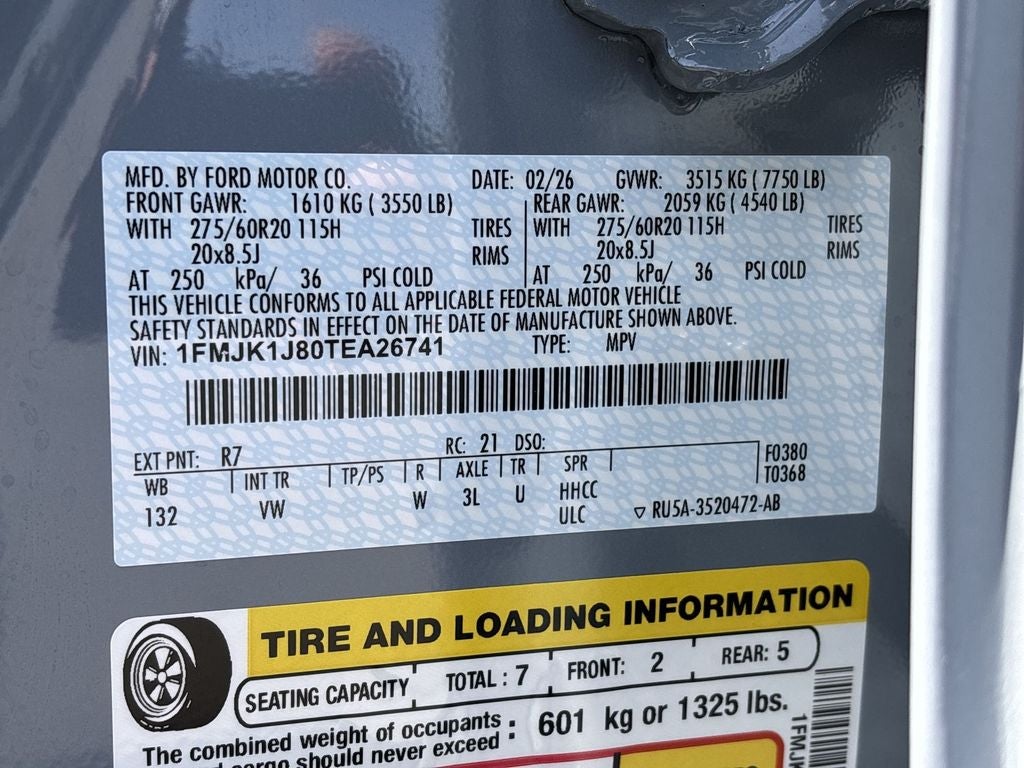 MFD. BY FORD MOTOR CO. DATE: 02/26 GVWR: 3515 KG ( 7750 LB)
FRONT GAWR: 1610 KG ( 3550 LB) REAR GAWR: 2059 KG ( 4540 LB)
WITH 275/60R20 115H TIRES WITH 275/60R20 115H TIRES
20x8.5J RIMS 20x8.5J RIMS
AT 250 kPa/ 36 PSI COLD AT 250 kPa/ 36 PSI COLD
THIS VEHICLE CONFORMS TO ALL APPLICABLE FEDERAL MOTOR VEHICLE
SAFETY STANDARDS IN EFFECT ON THE DATE OF MANUFACTURE SHOWN ABOVE.
VIN: 1FMJK1J80TEA26741 TYPE: MPV
EXT PNT: R7 RC: 21 DSO: F0380
WB INT TR TP/PS R AXLE TR SPR T0368
132 VW W 3L U HHCC
ULC ▽ RU5A-3520472-AB
TIRE AND LOADING INFORMATION
SEATING CAPACITY TOTAL : 7 FRONT: 2 REAR: 5
The combined weight of occupants
cargo should never exceed : 601 kg or 1325 lbs.
1FMJK